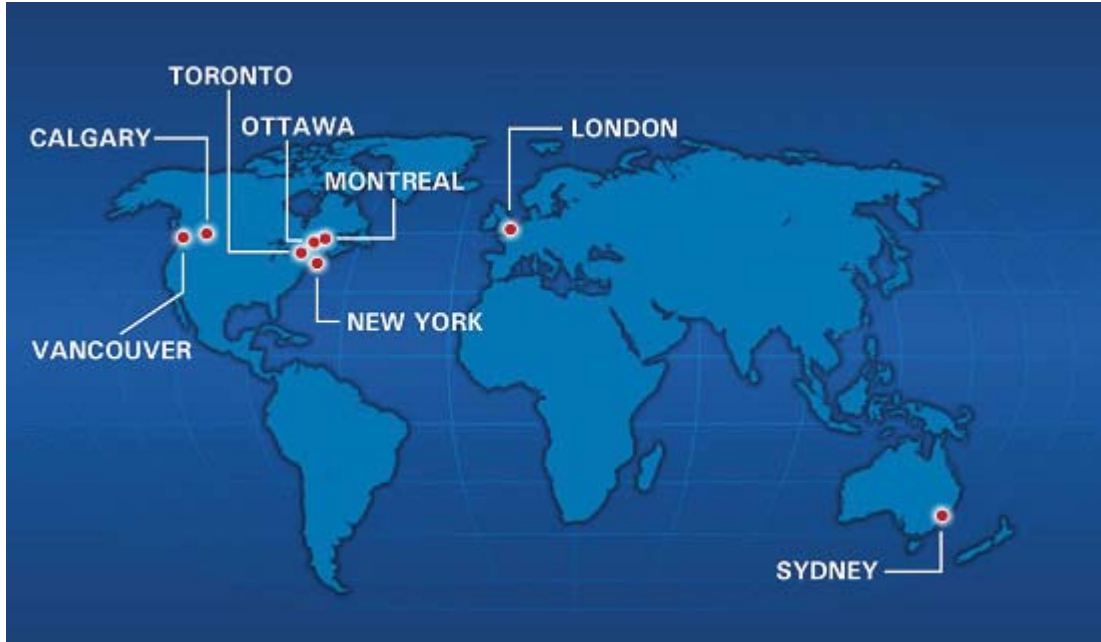 TORONTO
CALGARY
OTTAWA
LONDON
MONTREAL
NEW YORK
VANCOUVER
SYDNEY